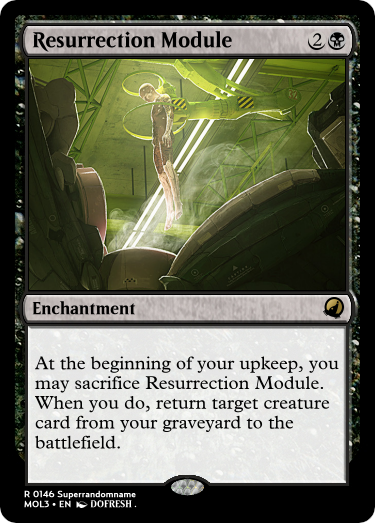 Resurrection Module 2
Enchantment
At the beginning of your upkeep, you
may sacrifice Resurrection Module.
When you do, return target creature
card from your graveyard to the
battlefield.
R 0146 Superrandomname
MOL3 • EN DOFRESH .